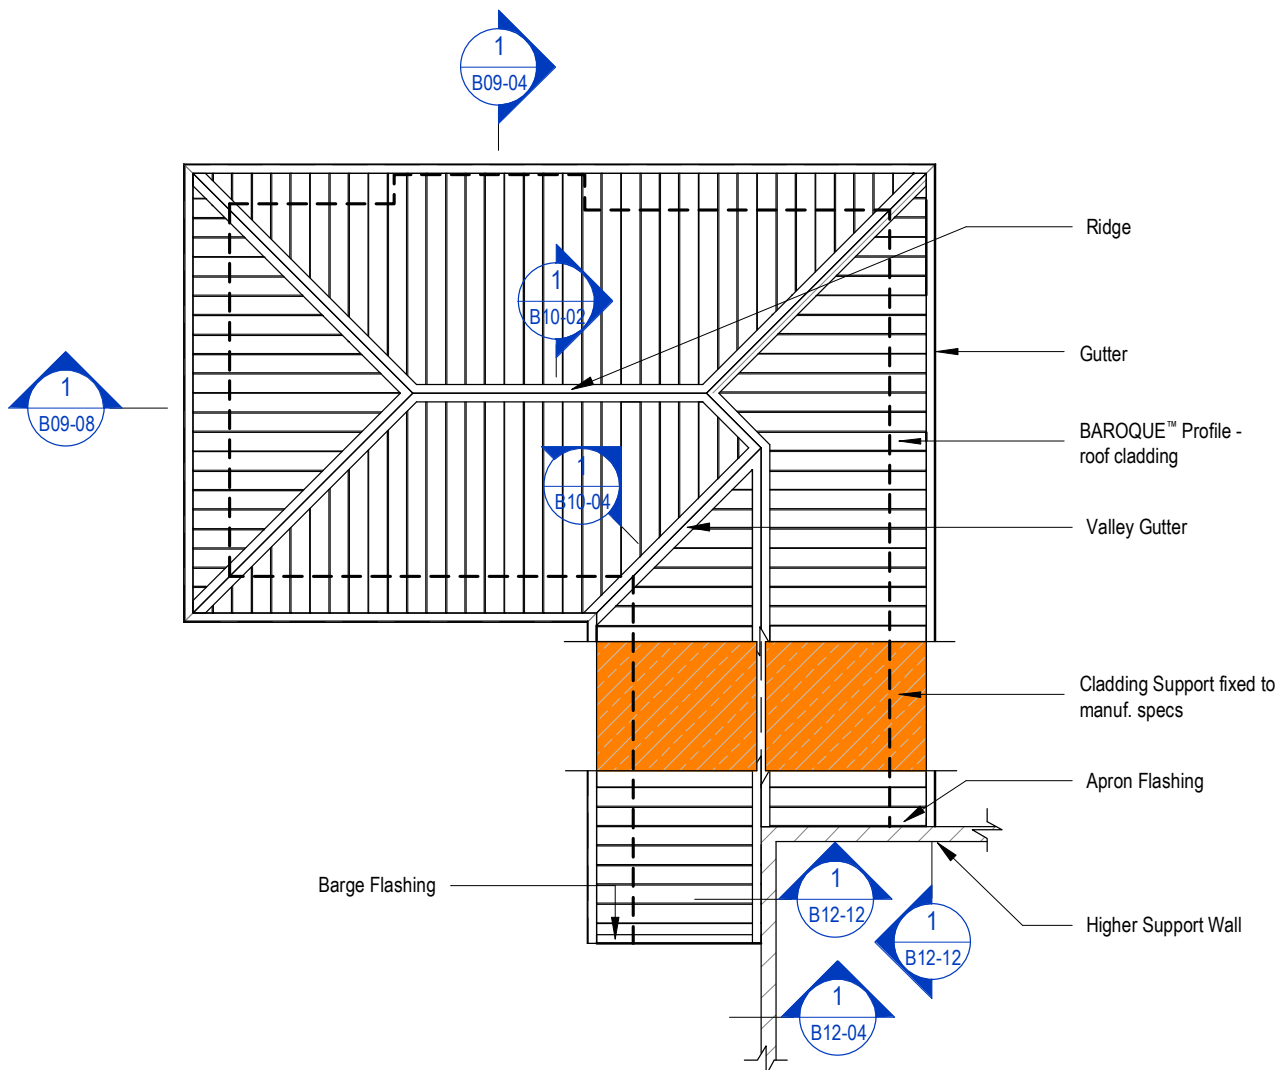 1
B09-04
Ridge
1
B10-02
Gutter
1
B09-08
BAROQUE™ Profile -
roof cladding
1
B10-04
Valley Gutter
Cladding Support fixed to
manuf. specs
Apron Flashing
Barge Flashing
1
B12-12
1
B12-12
Higher Support Wall
1
B12-04